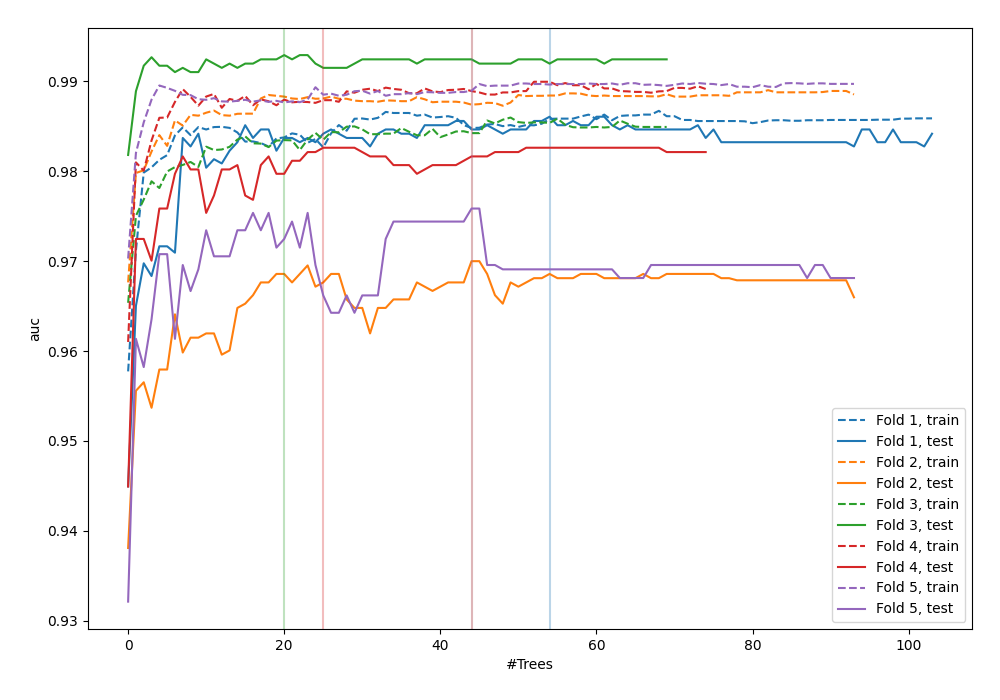 0.99
0.98
0.97
0.96
0.95
0.94
0.93
auc
0
20
40
60
80
100
#Trees
Fold 1, train
Fold 1, test
Fold 2, train
Fold 2, test
Fold 3, train
Fold 3, test
Fold 4, train
Fold 4, test
Fold 5, train
Fold 5, test